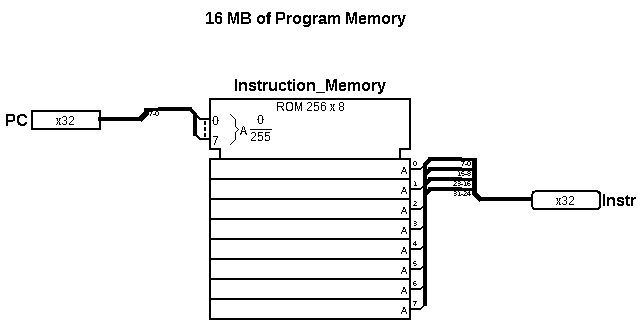 16 MB of Program Memory
Instruction_Memory
ROM 256 x 8
PC
x32
7-0
0
7
A
0
255
A 0
A 1
A 2
A 3
A 4
A 5
A 6
A 7
7-0
15-8
23-16
31-24
x32
Instr